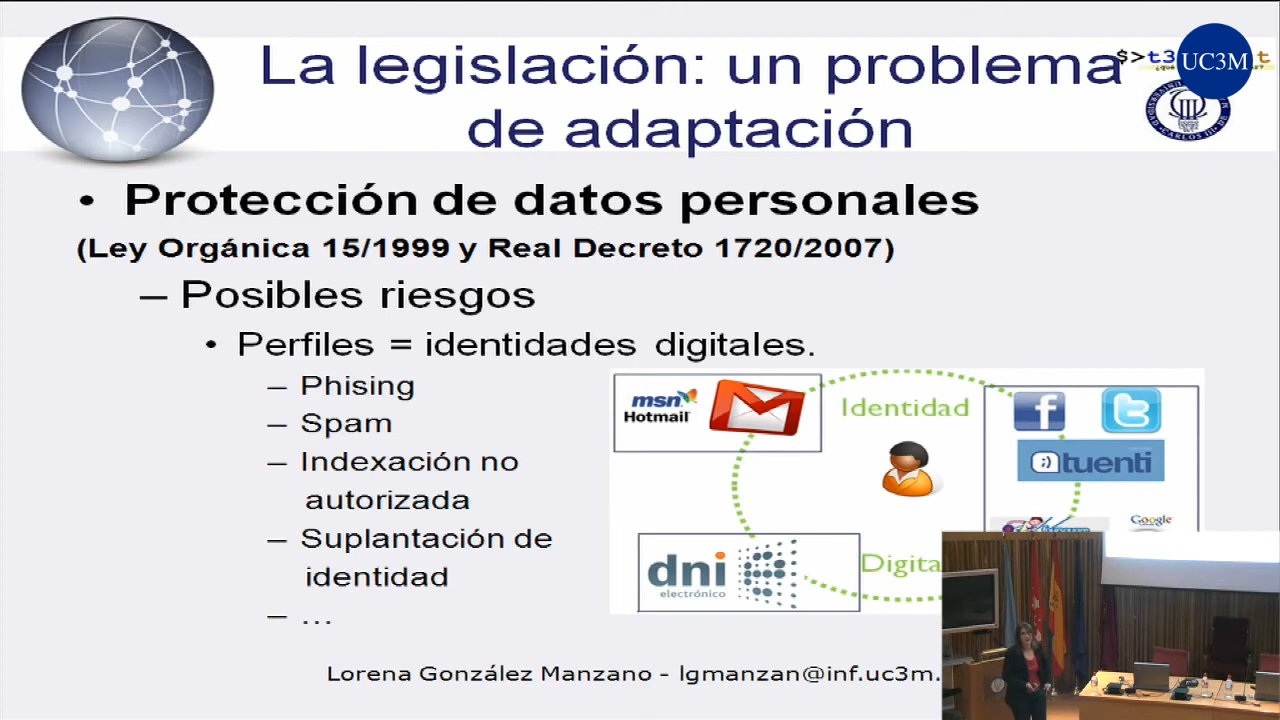 La legislación: un problema
de adaptación
UC3M
• Protección de datos personales
(Ley Orgánica 15/1999 y Real Decreto 1720/2007)
– Posibles riesgos
• Perfiles = identidades digitales.
– Phising
– Spam
– Indexación no
autorizada
– Suplantación de
identidad
– ...
msn
Hotmail
Identidad
tuenti
Google
dni
electrónico
Lorena González Manzano - lgmanzan@inf.uc3m.